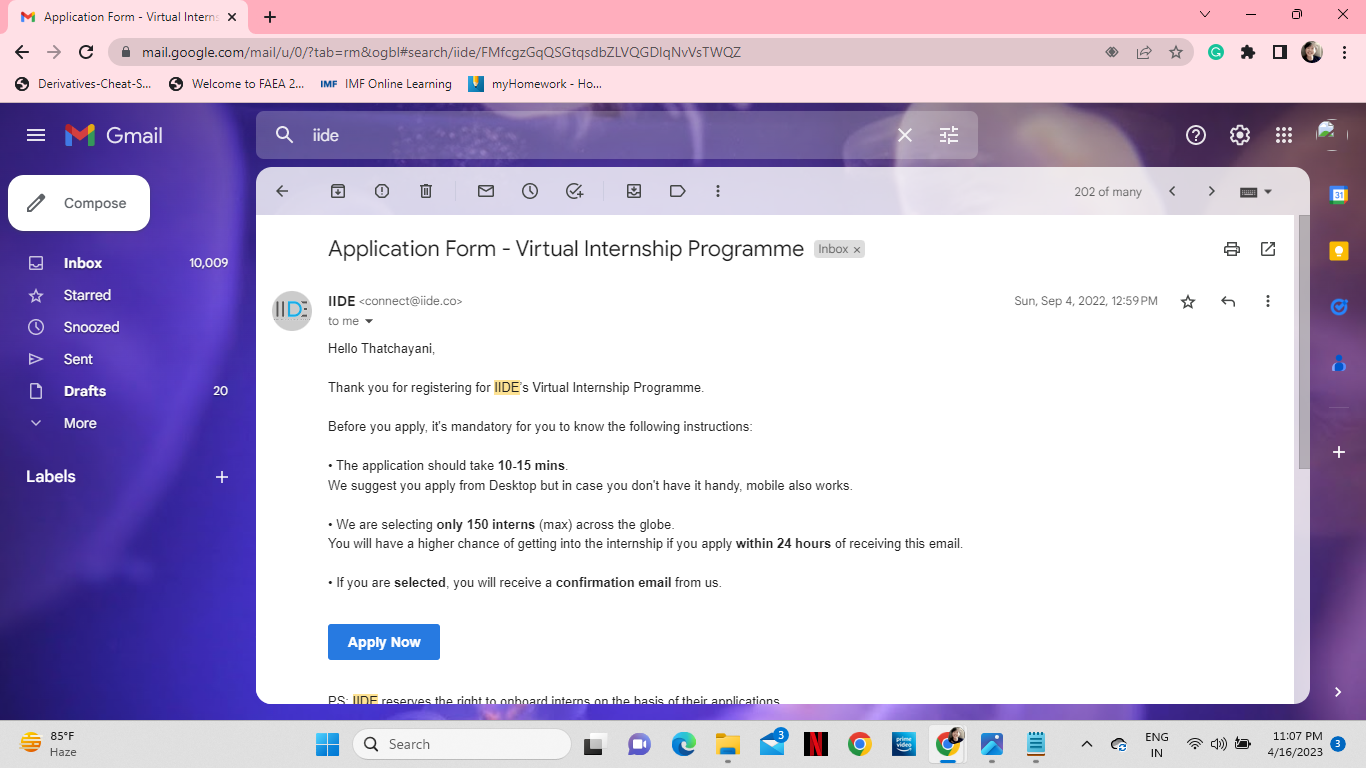 Application Form - Virtual Interns
mail.google.com/mail/u/0/?tab=rm&ogbl#search/iide/FMfcgzGqQSGtqsdbZLVQGDlqNvVsTWQZ
Derivatives-Cheat-S... Welcome to FAEA 2... IMF IMF Online Learning myHomework - Ho...
Gmail
iide
Compose
202 of many
Inbox 10,009
Starred
Snoozed
Sent
Drafts 20
More
Labels
31
Application Form - Virtual Internship Programme Inbox x
IIDE
IIDE <connect@iide.co> Sun, Sep 4, 2022, 12:59 PM
to me
Hello Thatchayani,
Thank you for registering for IIDE's Virtual Internship Programme.
Before you apply, it's mandatory for you to know the following instructions:
• The application should take 10-15 mins.
We suggest you apply from Desktop but in case you don't have it handy, mobile also works.
• We are selecting only 150 interns (max) across the globe.
You will have a higher chance of getting into the internship if you apply within 24 hours of receiving this email.
• If you are selected, you will receive a confirmation email from us.
Apply Now
PS: IIDE reserves the right to onboard interns on the basis of their applications
85°F
Haze
Search
3
prime video
ENG
IN
11:07 PM
4/16/2023
3